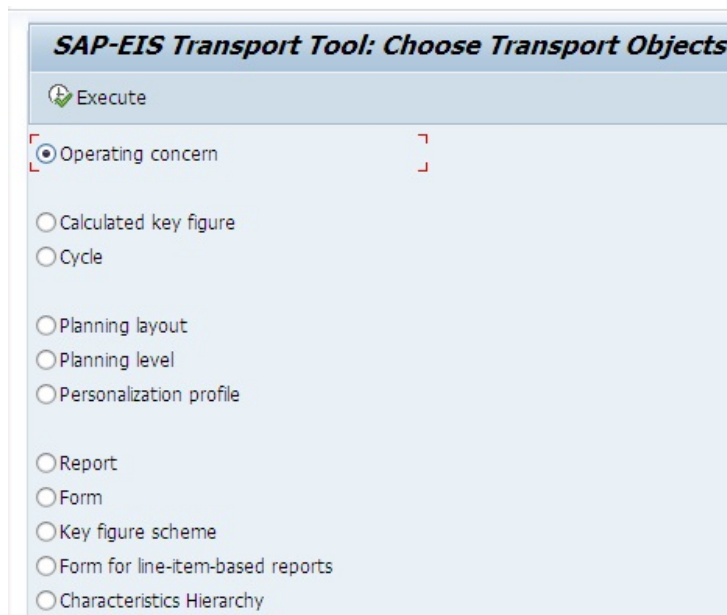 SAP-EIS Transport Tool: Choose Transport Objects
Execute
Operating concern
Calculated key figure
Cycle
Planning layout
Planning level
Personalization profile
Report
Form
Key figure scheme
Form for line-item-based reports
Characteristics Hierarchy